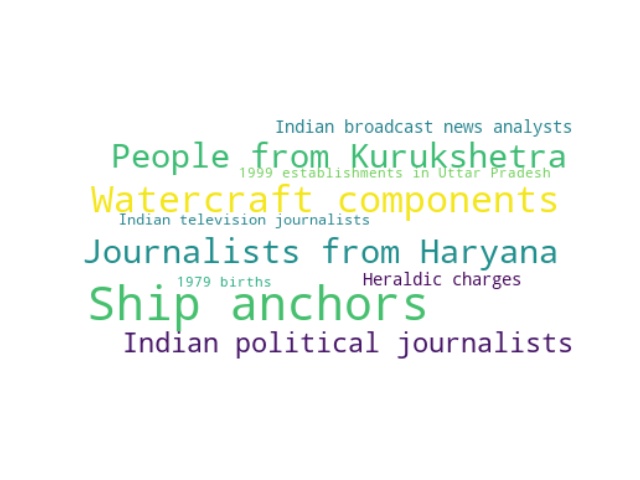 Indian broadcast news analysts
People from Kurukshetra
1999 establishments in Uttar Pradesh
Watercraft components
Indian television journalists
Journalists from Haryana
1979 births
Heraldic charges
Ship anchors
Indian political journalists